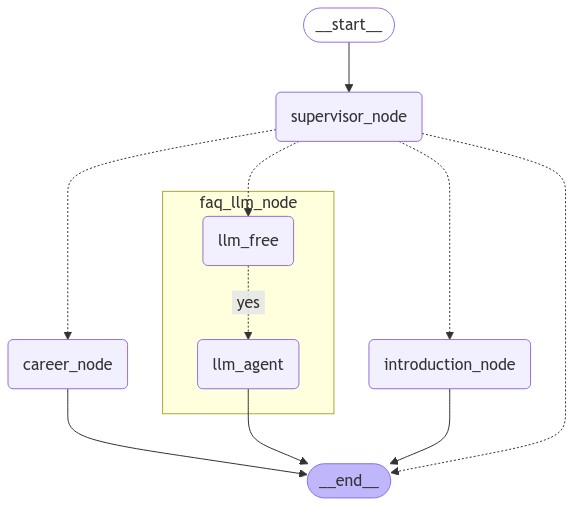 __start__
supervisor_node
faq_llm_node
llm_free
yes
career_node
llm_agent
introduction_node
__end__